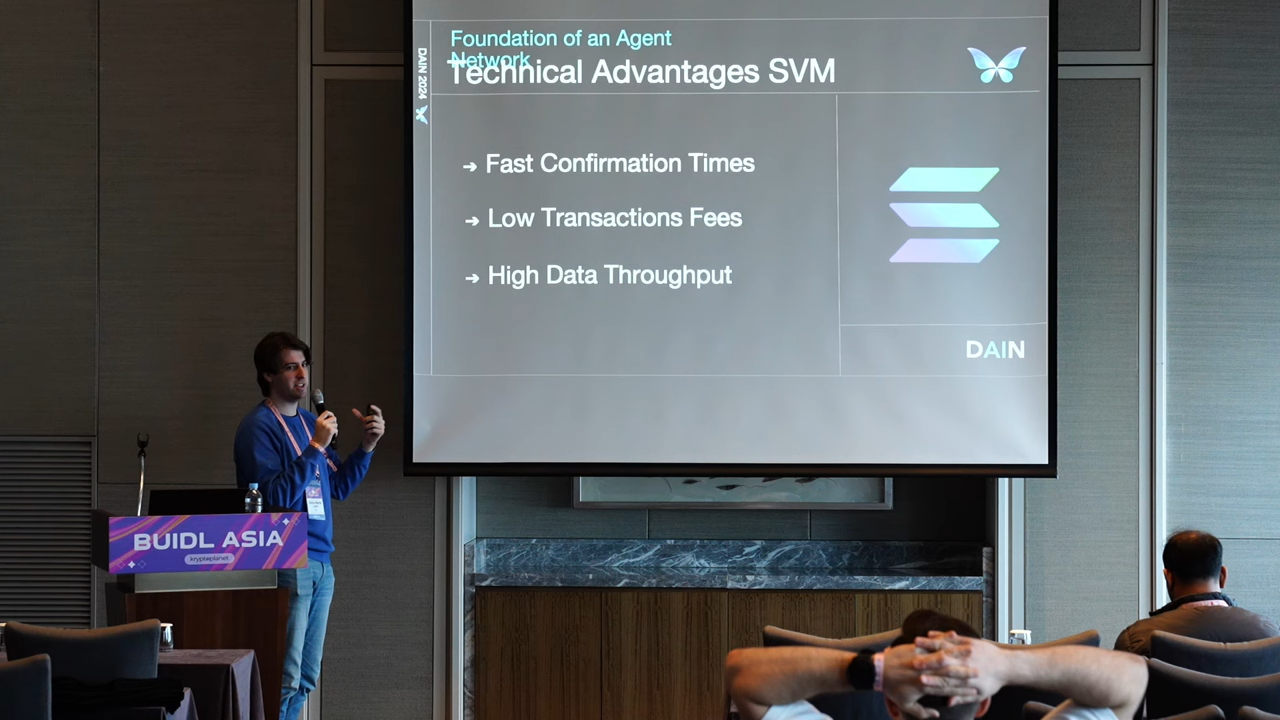 Foundation of an Agent
Network
Technical Advantages SVM
DAIN 2024
→ Fast Confirmation Times
→ Low Transactions Fees
→ High Data Throughput
DAIN
BUIDL ASIA
kryptoplanet